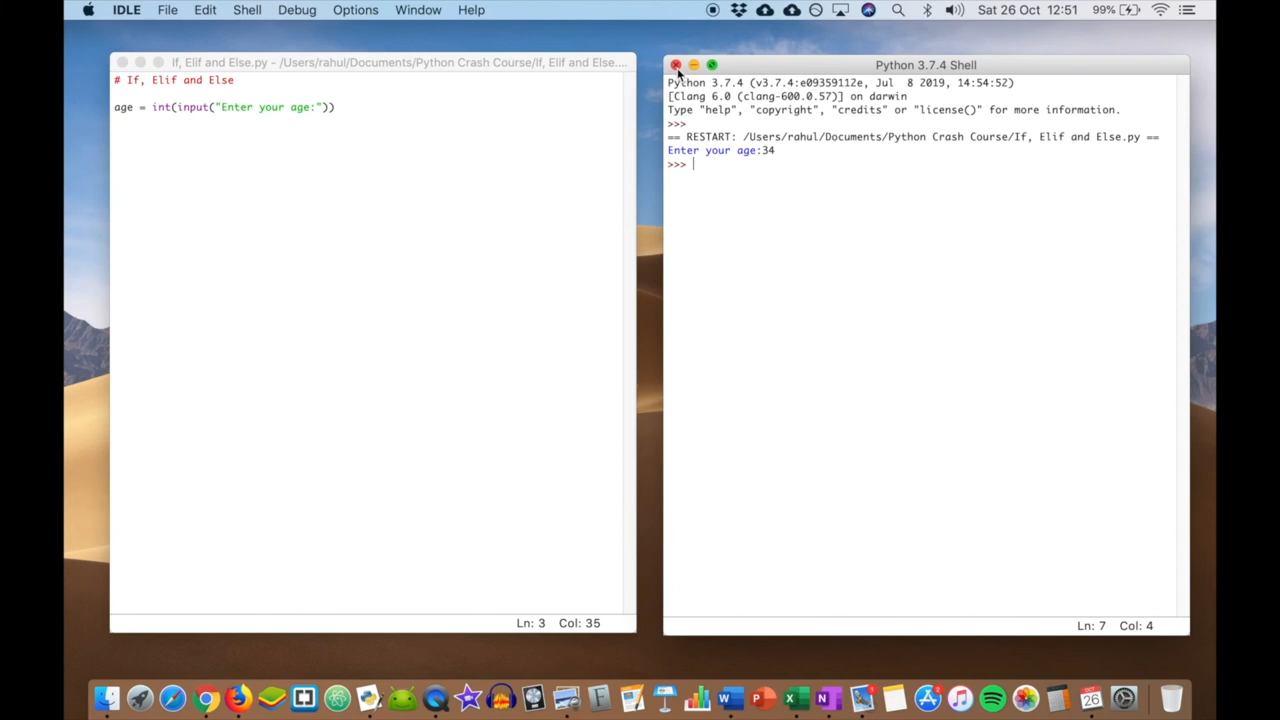 IDLE File Edit Shell Debug Options Window Help Sat 26 Oct 12:51 99%
If, Elif and Else.py - /Users/rahul/Documents/Python Crash Course/If, Elif and Else....
# If, Elif and Else
age = int(input("Enter your age:"))
Ln: 3 Col: 35
Python 3.7.4 Shell
Python 3.7.4 (v3.7.4:e09359112e, Jul  8 2019, 14:54:52)
[Clang 6.0 (clang-600.0.57)] on darwin
Type "help", "copyright", "credits" or "license()" for more information.
>>>
== RESTART: /Users/rahul/Documents/Python Crash Course/If, Elif and Else.py ==
Enter your age:34
>>>
Ln: 7 Col: 4
OCT
26